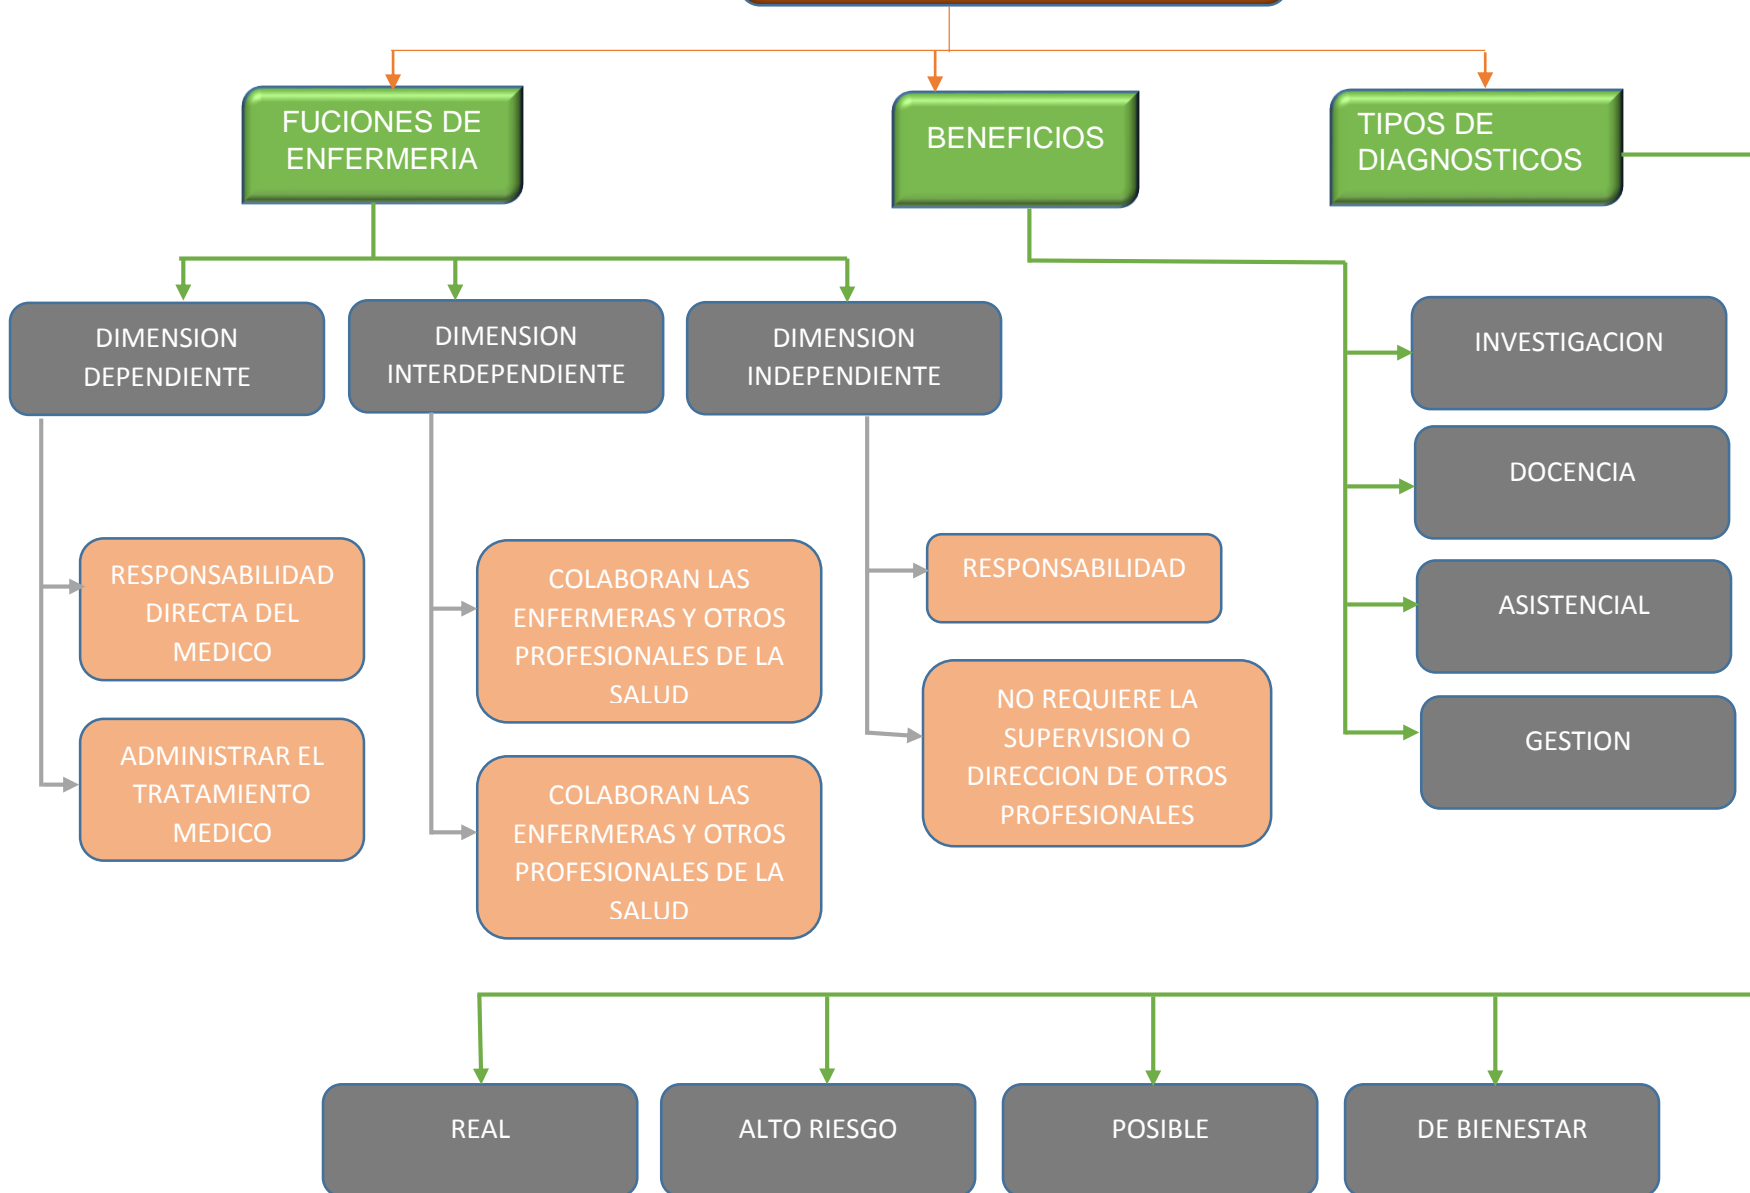 FUCIONES DE
ENFERMERIA
BENEFICIOS
TIPOS DE
DIAGNOSTICOS
DIMENSION
DEPENDIENTE
DIMENSION
INTERDEPENDIENTE
DIMENSION
INDEPENDIENTE
INVESTIGACION
DOCENCIA
ASISTENCIAL
GESTION
RESPONSABILIDAD
DIRECTA DEL
MEDICO
ADMINISTRAR EL
TRATAMIENTO
MEDICO
COLABORAN LAS
ENFERMERAS Y OTROS
PROFESIONALES DE LA
SALUD
COLABORAN LAS
ENFERMERAS Y OTROS
PROFESIONALES DE LA
SALUD
RESPONSABILIDAD
NO REQUIERE LA
SUPERVISION O
DIRECCION DE OTROS
PROFESIONALES
REAL
ALTO RIESGO
POSIBLE
DE BIENESTAR